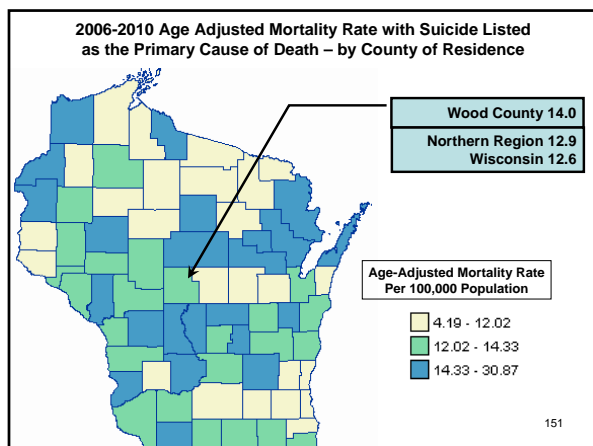 2006-2010 Age Adjusted Mortality Rate with Suicide Listed
as the Primary Cause of Death – by County of Residence
Wood County 14.0
Northern Region 12.9
Wisconsin 12.6
Age-Adjusted Mortality Rate
Per 100,000 Population
4.19 - 12.02
12.02 - 14.33
14.33 - 30.87
151